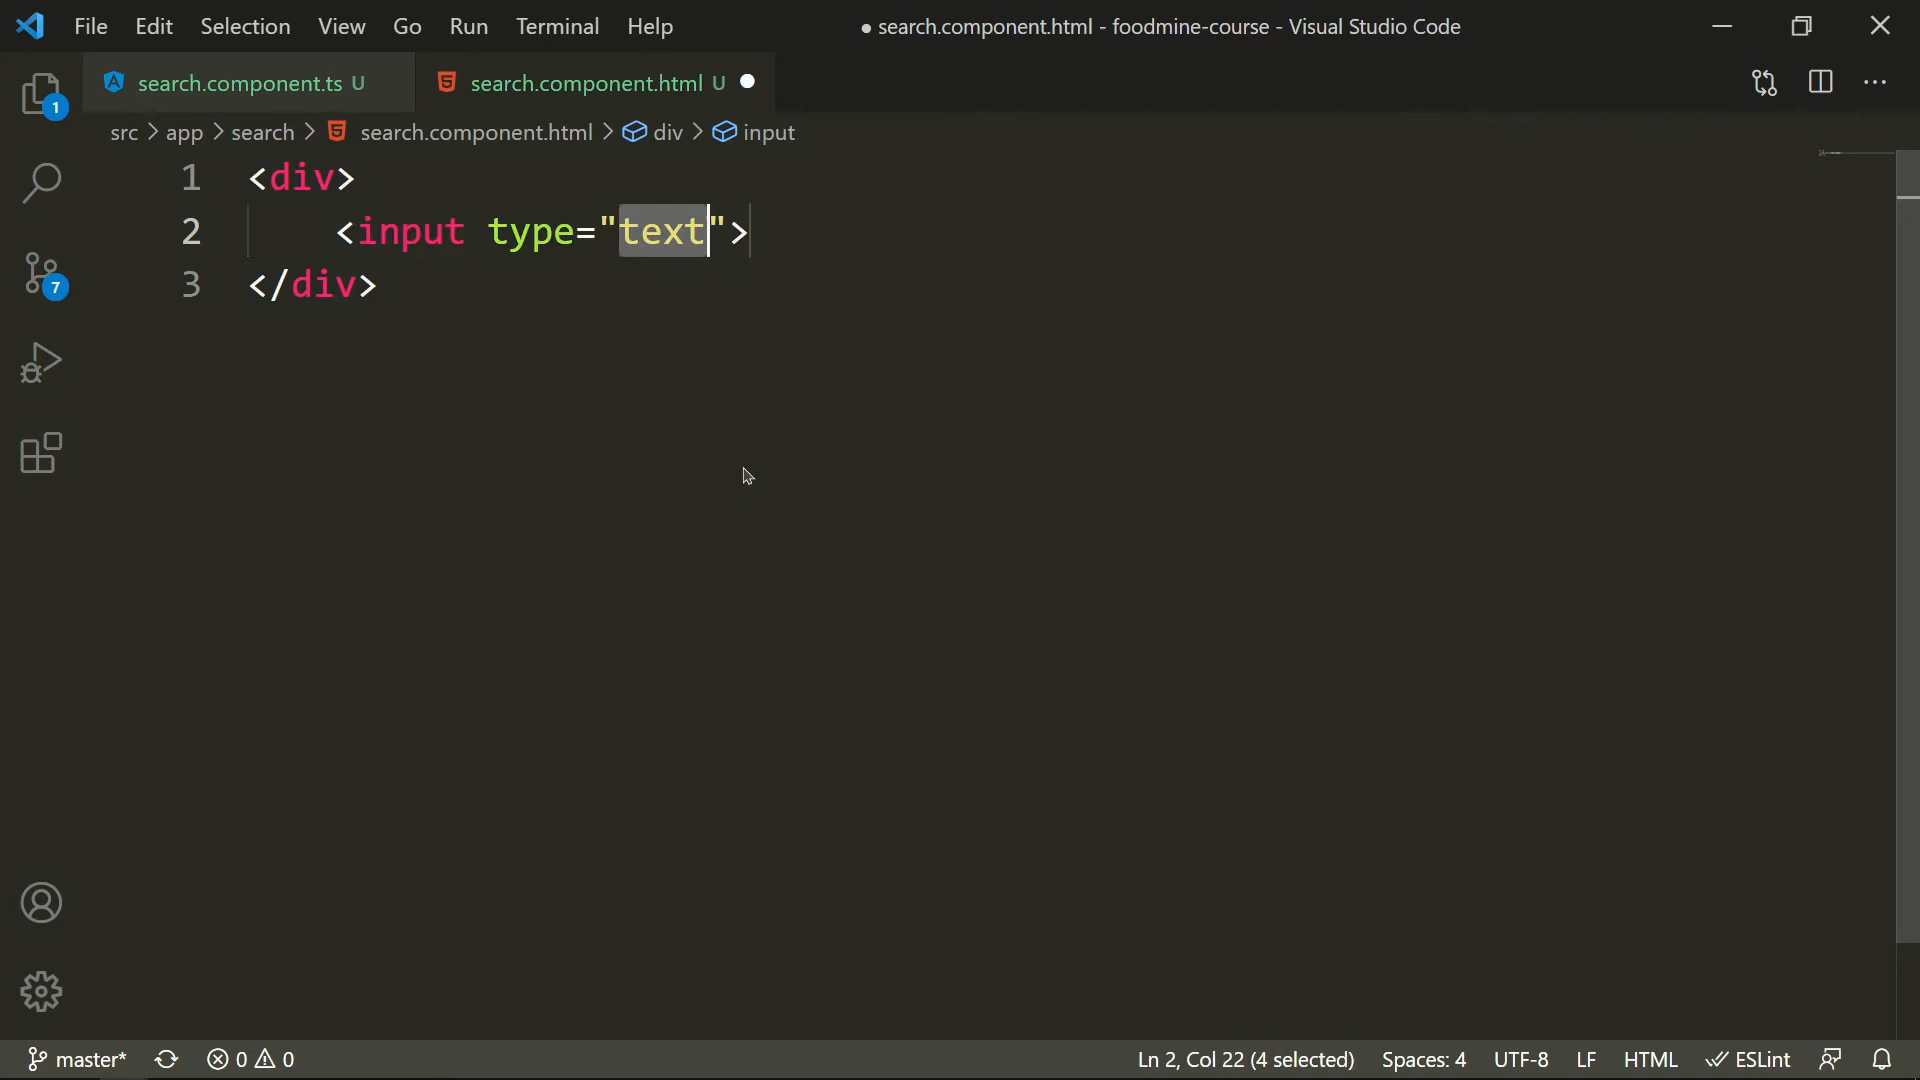 File Edit Selection View Go Run Terminal Help ● search.component.html - foodmine-course - Visual Studio Code
search.component.ts U search.component.html U
src > app > search > search.component.html > div > input
1 <div>
2 <input type="text">
3 </div>
1
7
master* 0 0 Ln 2, Col 22 (4 selected) Spaces: 4 UTF-8 LF HTML ESLint